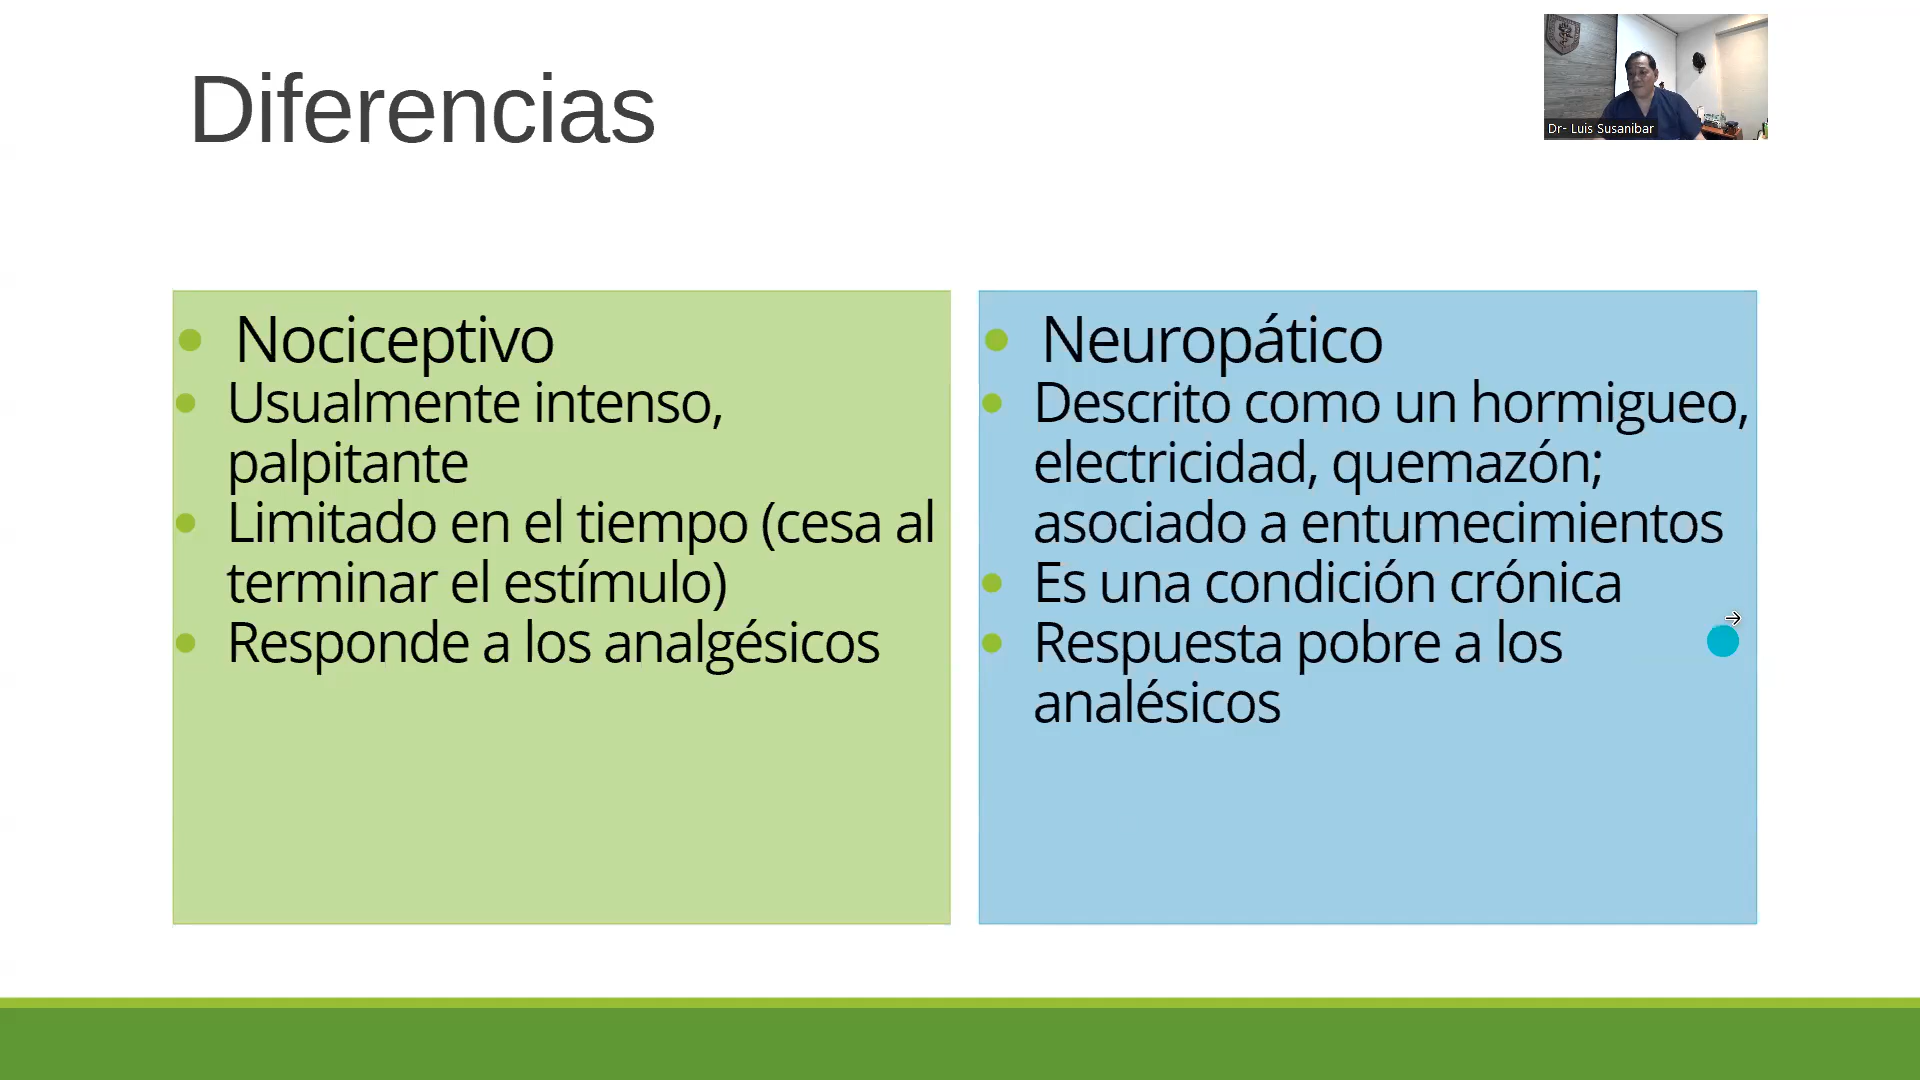 Diferencias
Dr- Luis Susanibar
Nociceptivo
Usualmente intenso,
palpitante
Limitado en el tiempo (cesa al
terminar el estímulo)
Responde a los analgésicos
Neuropático
Descrito como un hormigueo,
electricidad, quemazón;
asociado a entumecimientos
Es una condición crónica
Respuesta pobre a los
analésicos